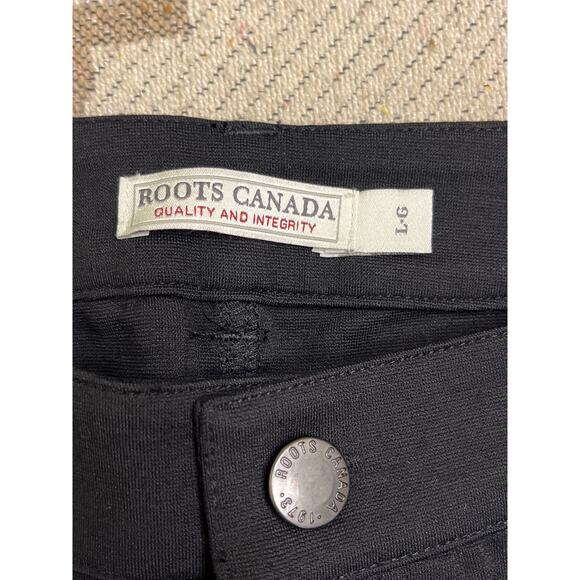 ROOTS CANADA
QUALITY AND INTEGRITY
L•G
ROOTS CANADA • 1973 •